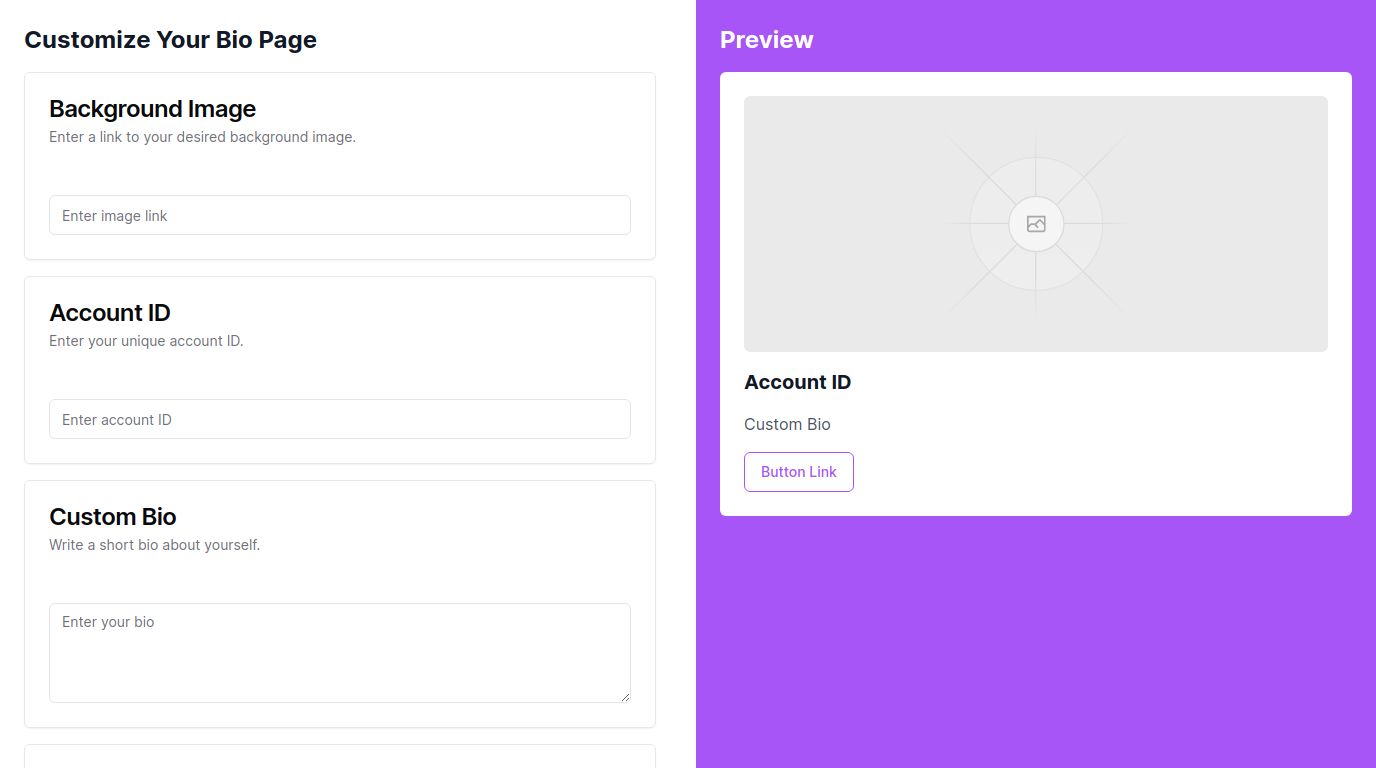 Customize Your Bio Page
Background Image
Enter a link to your desired background image.
Enter image link
Account ID
Enter your unique account ID.
Enter account ID
Custom Bio
Write a short bio about yourself.
Enter your bio
Preview
Account ID
Custom Bio
Button Link